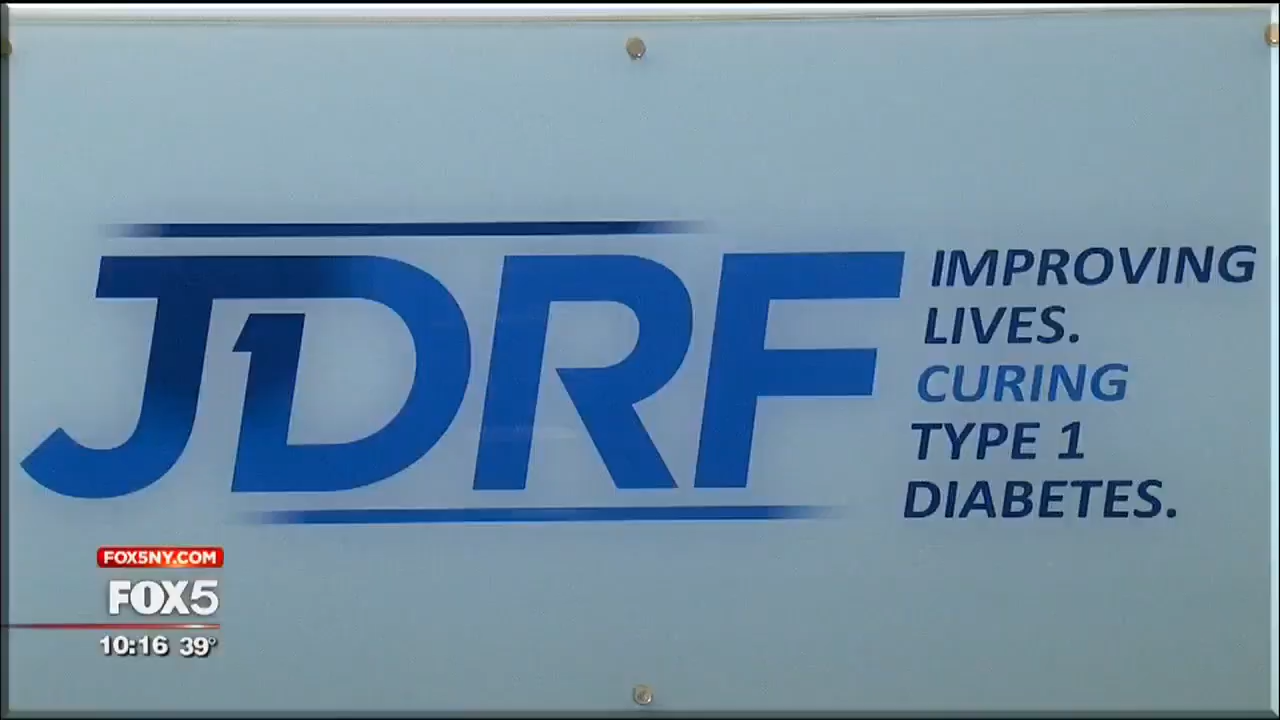 JDRF
IMPROVING
LIVES.
CURING
TYPE 1
DIABETES.
FOX5NY.COM
FOX5
10:16 39°